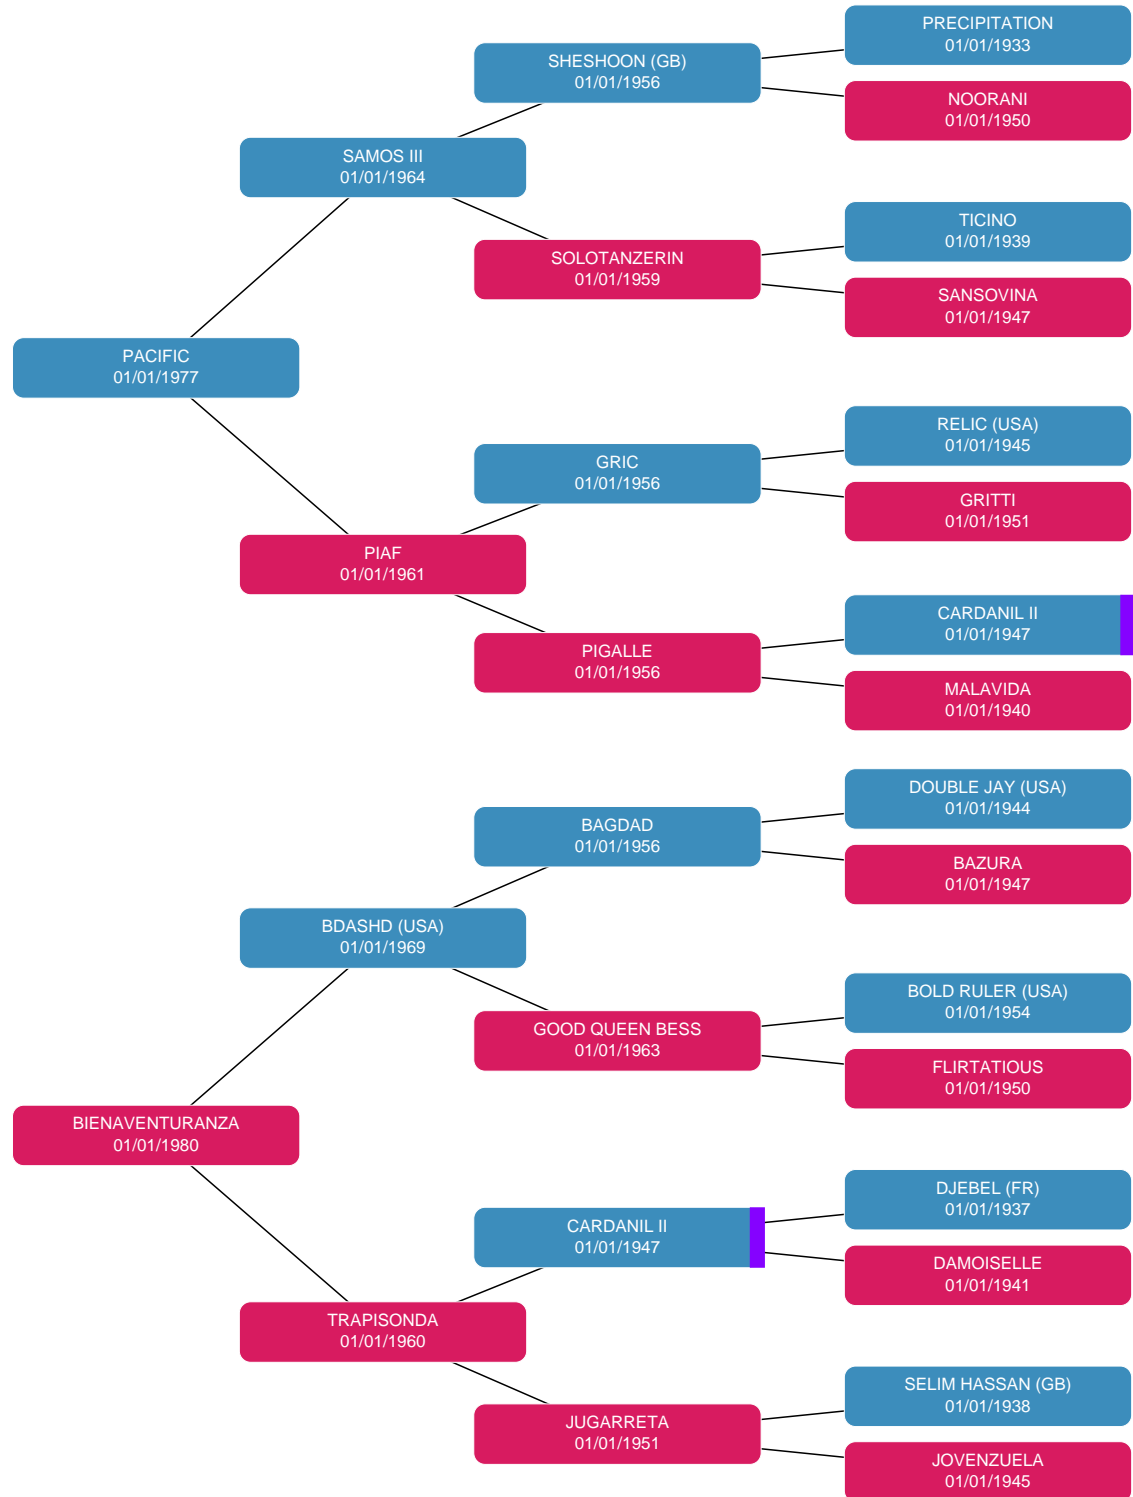 PRECIPITATION
01/01/1933
SHESHOON (GB)
01/01/1956
NOORANI
01/01/1950
SAMOS III
01/01/1964
TICINO
01/01/1939
SOLOTANZERIN
01/01/1959
SANSOVINA
01/01/1947
PACIFIC
01/01/1977
RELIC (USA)
01/01/1945
GRIC
01/01/1956
GRITTI
01/01/1951
PIAF
01/01/1961
CARDANIL II
01/01/1947
PIGALLE
01/01/1956
MALAVIDA
01/01/1940
DOUBLE JAY (USA)
01/01/1944
BAGDAD
01/01/1956
BAZURA
01/01/1947
BDASHD (USA)
01/01/1969
BOLD RULER (USA)
01/01/1954
GOOD QUEEN BESS
01/01/1963
FLIRTATIOUS
01/01/1950
BIENAVENTURANZA
01/01/1980
DJEBEL (FR)
01/01/1937
CARDANIL II
01/01/1947
DAMOISELLE
01/01/1941
TRAPISONDA
01/01/1960
SELIM HASSAN (GB)
01/01/1938
JUGARRETA
01/01/1951
JOVENZUELA
01/01/1945